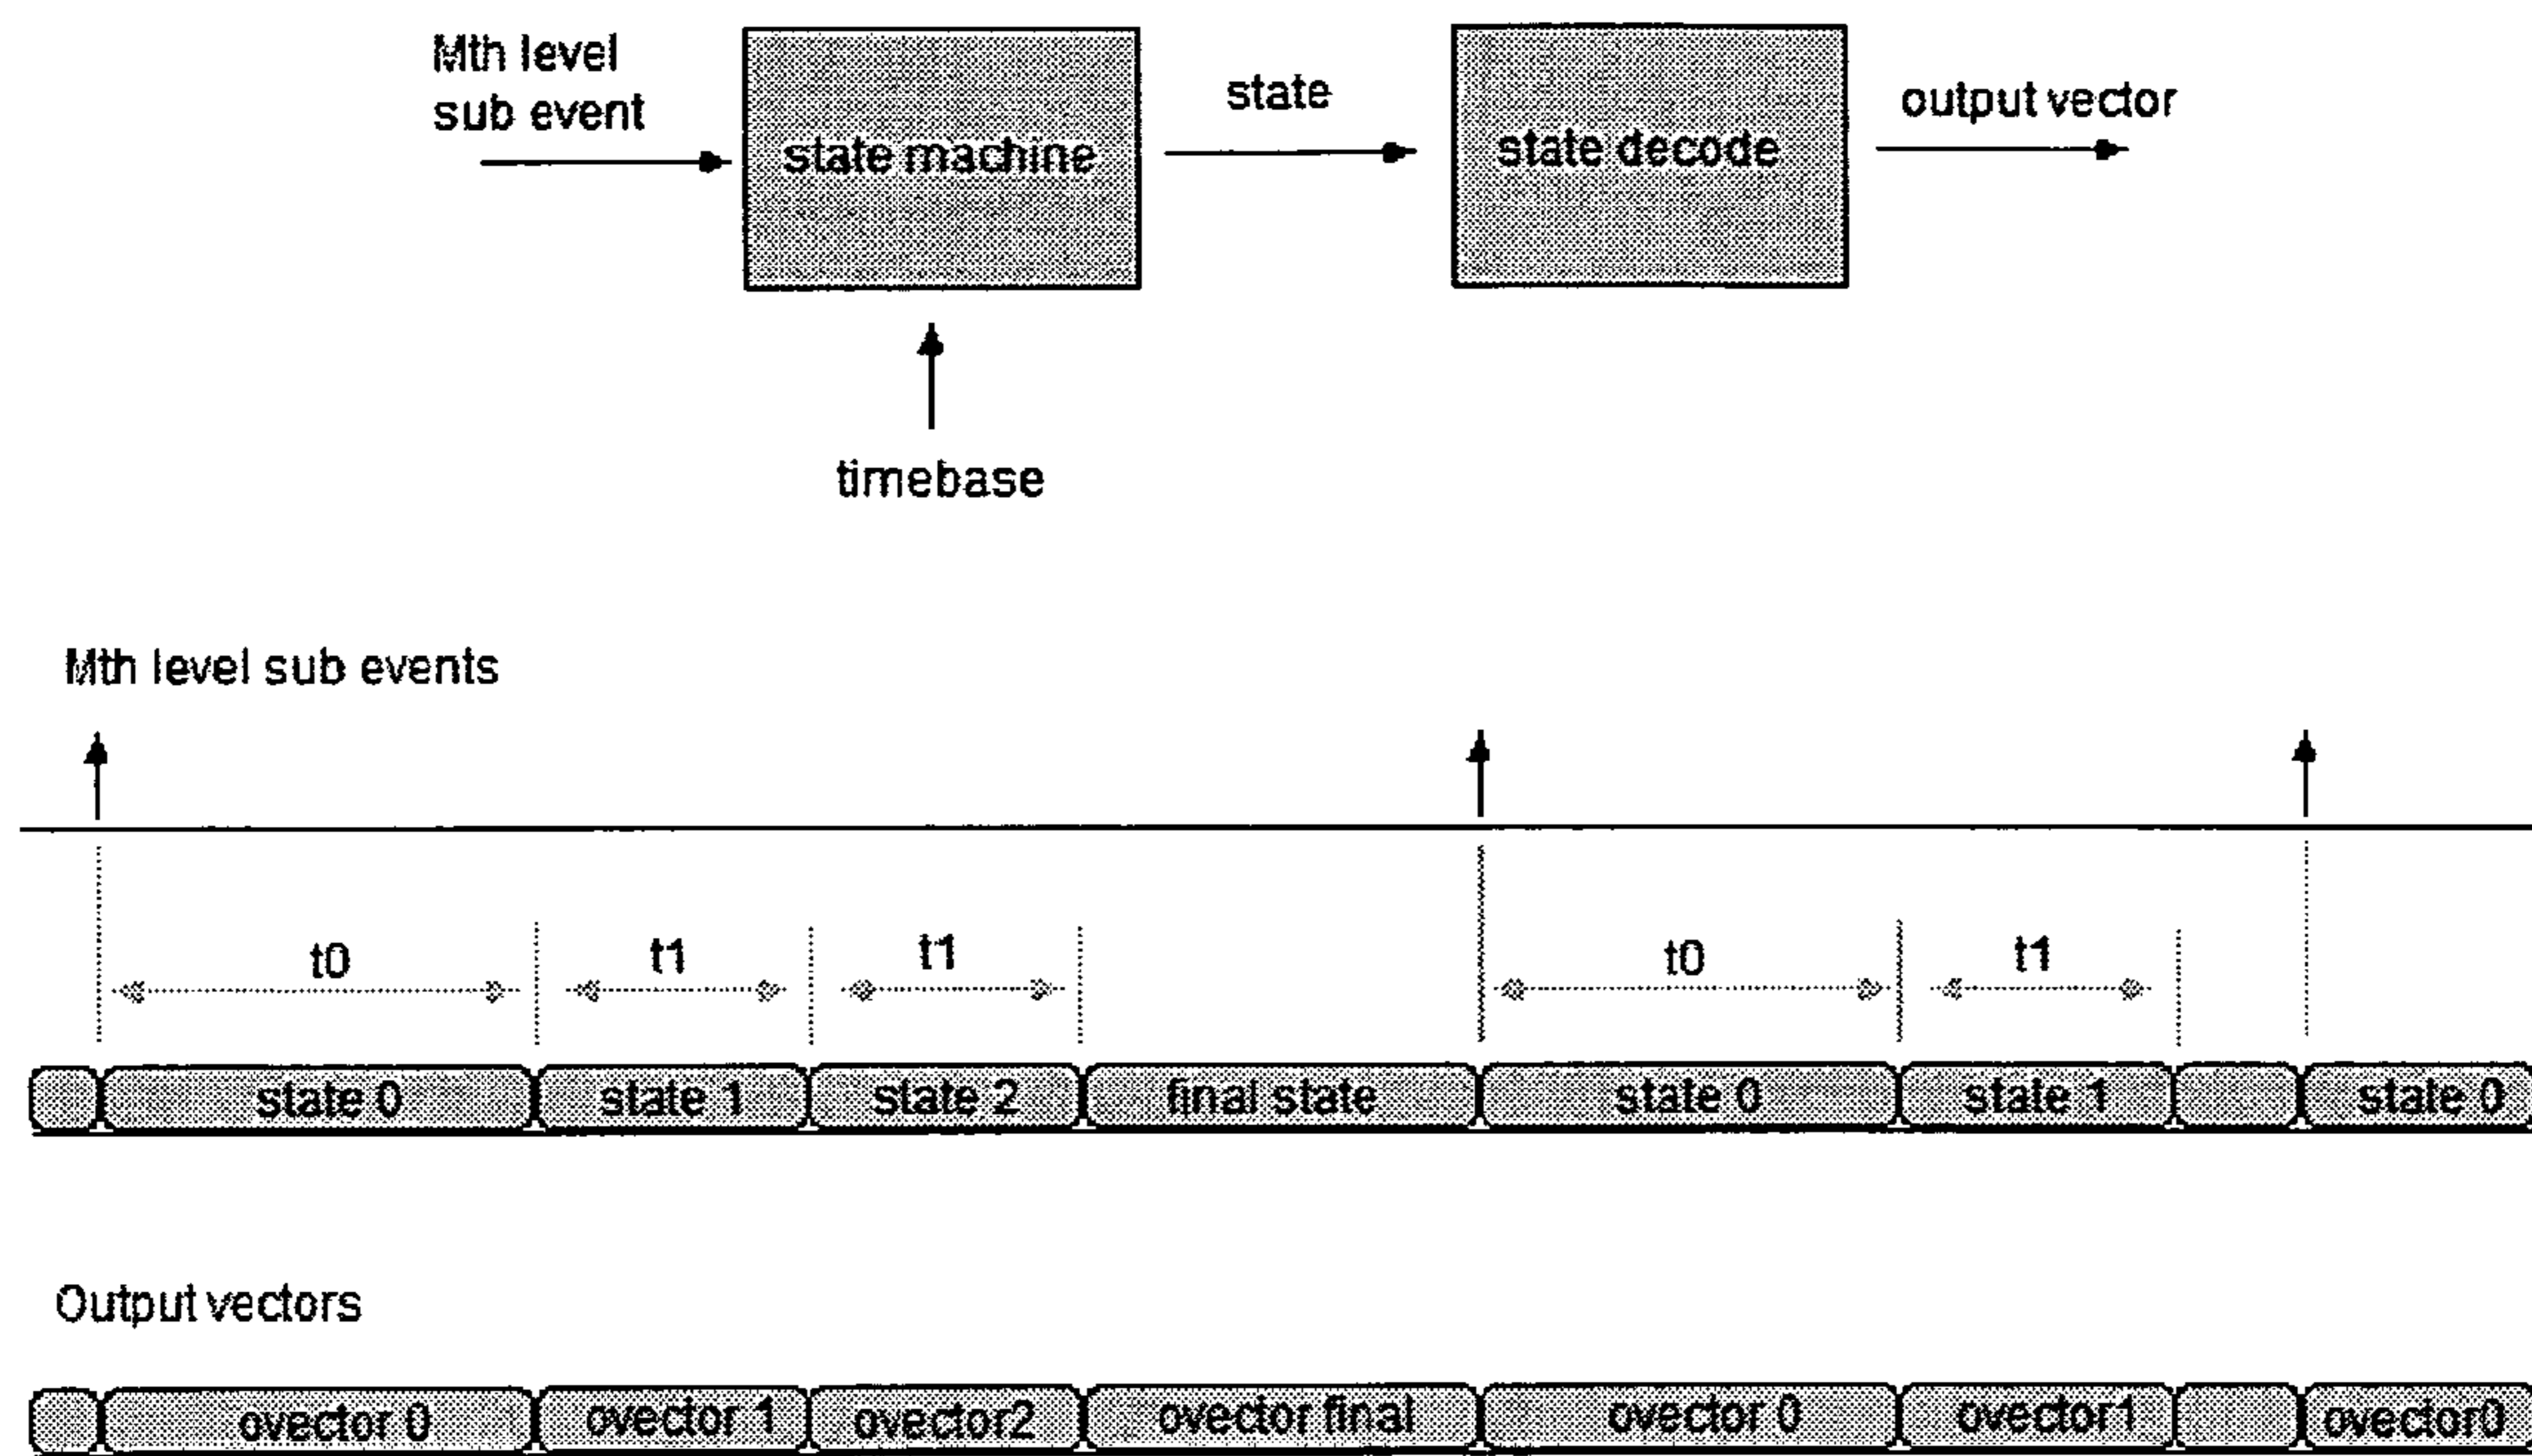 Mth level
sub event
state machine
state
state decode
output vector
timebase
Mth level sub events
t0
t1
t1
t0
t1
state 0
state 1
state 2
final state
state 0
state 1
state 0
Output vectors
ovector 0
ovector 1
ovector2
ovector final
ovector 0
ovector1
ovector0